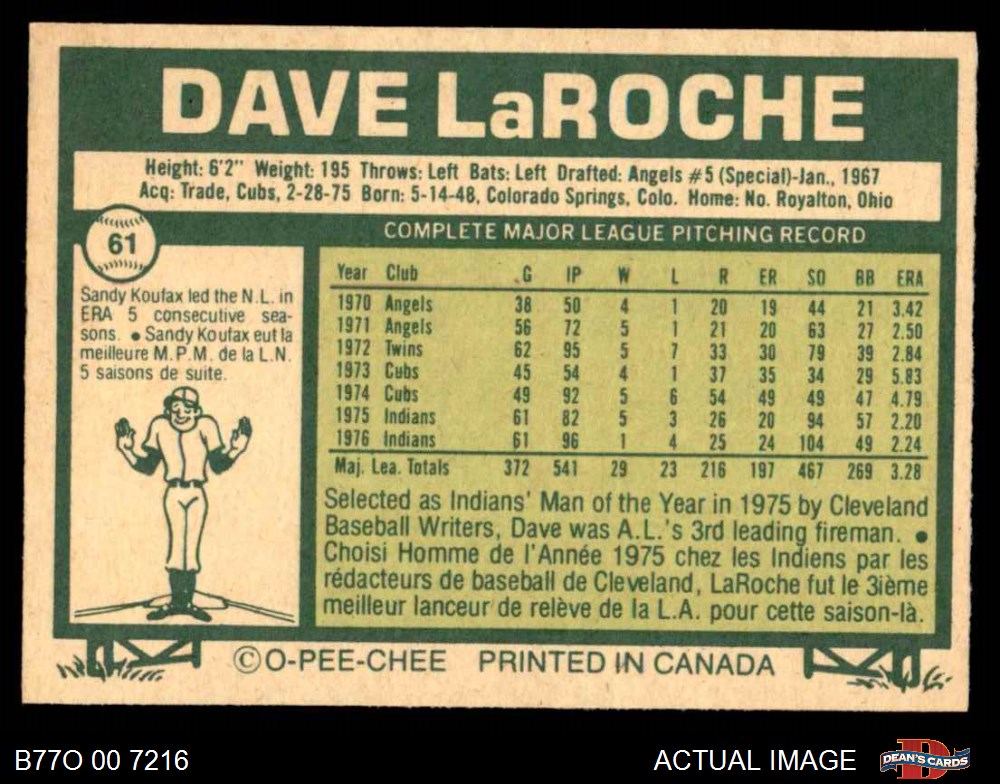 DAVE LaROCHE
Height: 6'2" Weight: 195 Throws: Left Bats: Left Drafted: Angels #5 (Special)-Jan., 1967
Acq: Trade, Cubs, 2-28-75 Born: 5-14-48, Colorado Springs, Colo. Home: No. Royalton, Ohio
61
Sandy Koufax led the N.L. in
ERA 5 consecutive sea-
sons. ● Sandy Koufax eut la
meilleure M.P.M. de la L.N.
5 saisons de suite.
COMPLETE MAJOR LEAGUE PITCHING RECORD
Year Club G IP W L R ER SO BB ERA
1970 Angels 38 50 4 1 20 19 44 21 3.42
1971 Angels 56 72 5 1 21 20 63 27 2.50
1972 Twins 62 95 5 7 33 30 79 39 2.84
1973 Cubs 45 54 4 1 37 35 34 29 5.83
1974 Cubs 49 92 5 6 54 49 49 47 4.79
1975 Indians 61 82 5 3 26 20 94 57 2.20
1976 Indians 61 96 1 4 25 24 104 49 2.24
Maj. Lea. Totals 372 541 29 23 216 197 467 269 3.28
Selected as Indians' Man of the Year in 1975 by Cleveland
Baseball Writers, Dave was A.L.'s 3rd leading fireman. ●
Choisi Homme de l'Année 1975 chez les Indiens par les
rédacteurs de baseball de Cleveland, LaRoche fut le 3ième
meilleur lanceur de relève de la L.A. pour cette saison-là.
©O-PEE-CHEE PRINTED IN CANADA
B77O 00 7216
ACTUAL IMAGE
D
DEAN'S CARDS